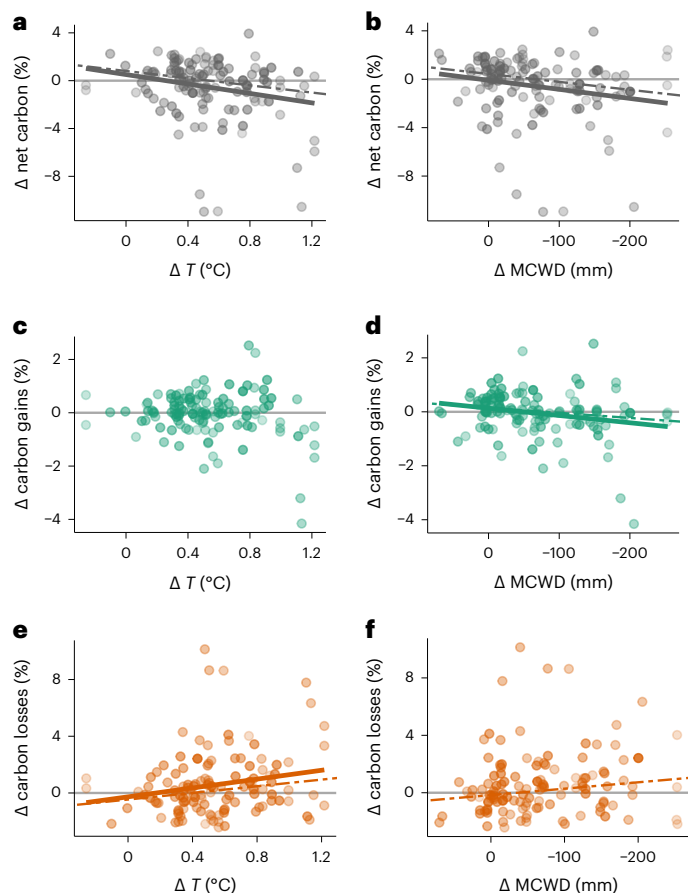 a
Δ net carbon (%)
4
0
−4
−8
0
0.4
0.8
1.2
Δ T (°C)
b
Δ net carbon (%)
4
0
−4
−8
0
−100
−200
Δ MCWD (mm)
c
Δ carbon gains (%)
2
0
−2
−4
0
0.4
0.8
1.2
Δ T (°C)
d
Δ carbon gains (%)
2
0
−2
−4
0
−100
−200
Δ MCWD (mm)
e
Δ carbon losses (%)
8
4
0
0
0.4
0.8
1.2
Δ T (°C)
f
Δ carbon losses (%)
8
4
0
0
−100
−200
Δ MCWD (mm)